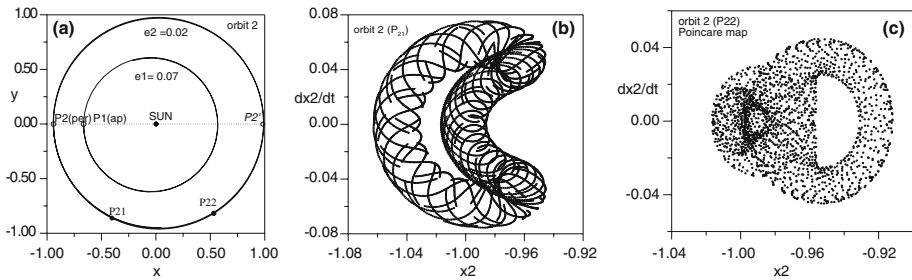 (a) orbit 2
e2 =0.02
e1= 0.07
P2(per) P1(ap) SUN P2'
P21 P22
y
1.00
0.50
0.00
-0.50
-1.00
-1.00 -0.50 0.00 0.50 1.00
x
orbit 2 (P21) (b)
dx2/dt
0.08
0.04
0.00
-0.04
-0.08
-1.08 -1.04 -1.00 -0.96 -0.92
x2
orbit 2 (P22)
Poincare map
(c)
dx2/dt
0.04
0.00
-0.04
-1.04 -1.00 -0.96 -0.92
x2